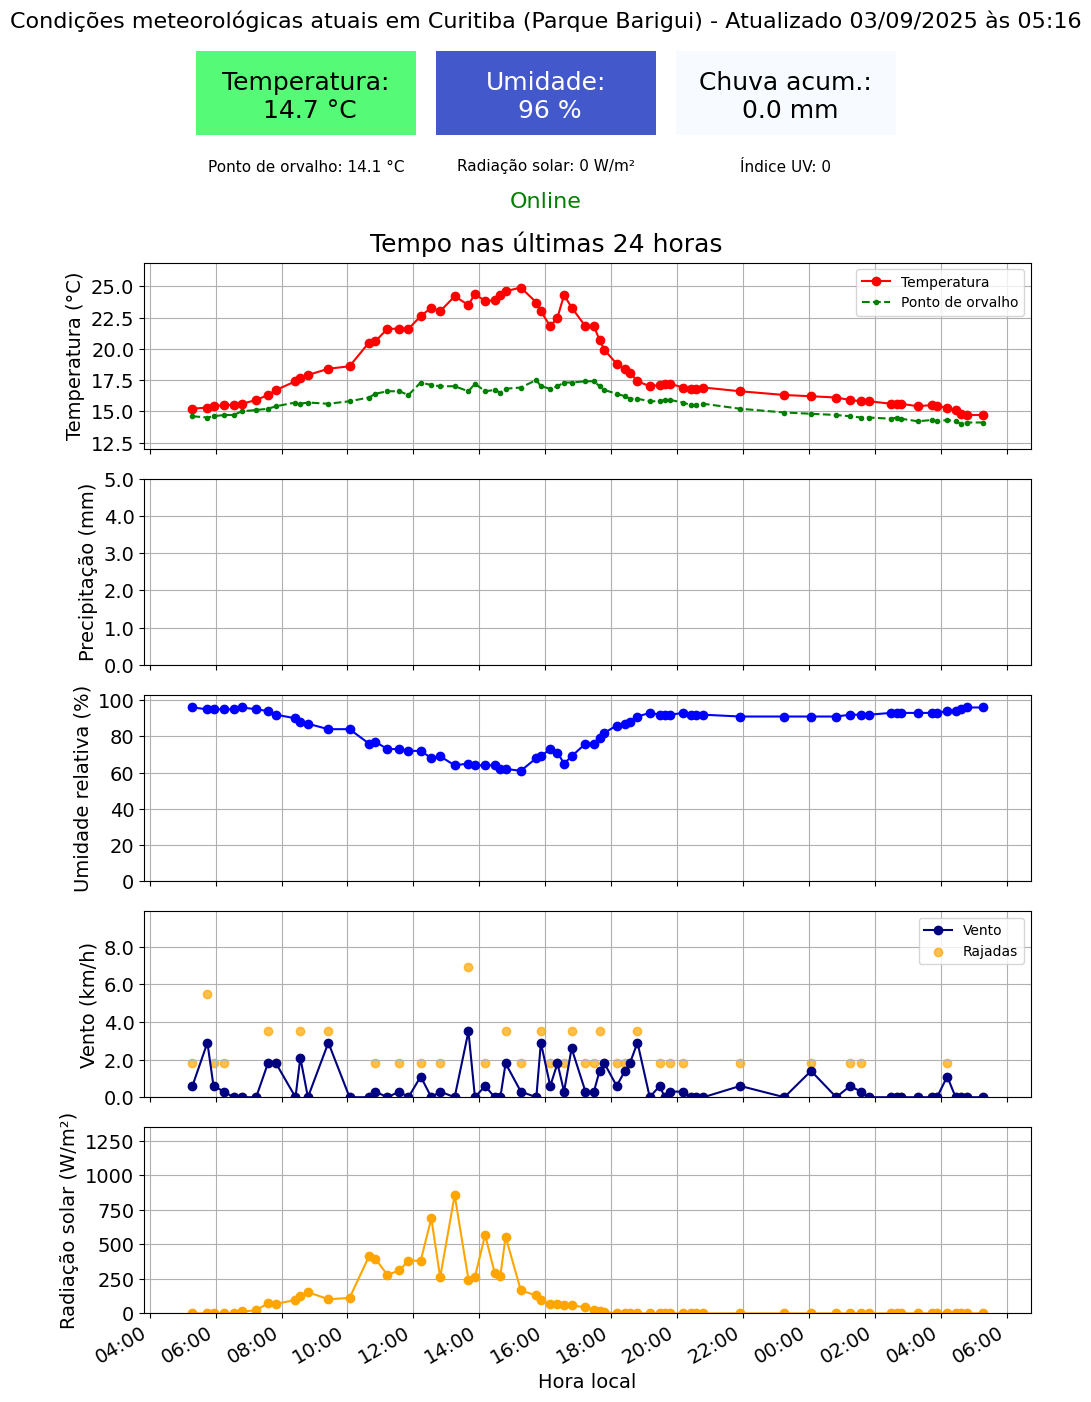 Condições meteorológicas atuais em Curitiba (Parque Barigui) - Atualizado 03/09/2025 às 05:16
Temperatura:
14.7 °C
Umidade:
96 %
Chuva acum.:
0.0 mm
Ponto de orvalho: 14.1 °C
Radiação solar: 0 W/m²
Índice UV: 0
Online
Tempo nas últimas 24 horas
Temperatura (°C)
25.0
22.5
20.0
17.5
15.0
12.5
Temperatura
Ponto de orvalho
Precipitação (mm)
5.0
4.0
3.0
2.0
1.0
0.0
Umidade relativa (%)
100
80
60
40
20
0
Vento (km/h)
8.0
6.0
4.0
2.0
0.0
Vento
Rajadas
Radiação solar (W/m²)
1250
1000
750
500
250
0
04:00
06:00
08:00
10:00
12:00
14:00
16:00
18:00
20:00
22:00
00:00
02:00
04:00
06:00
Hora local